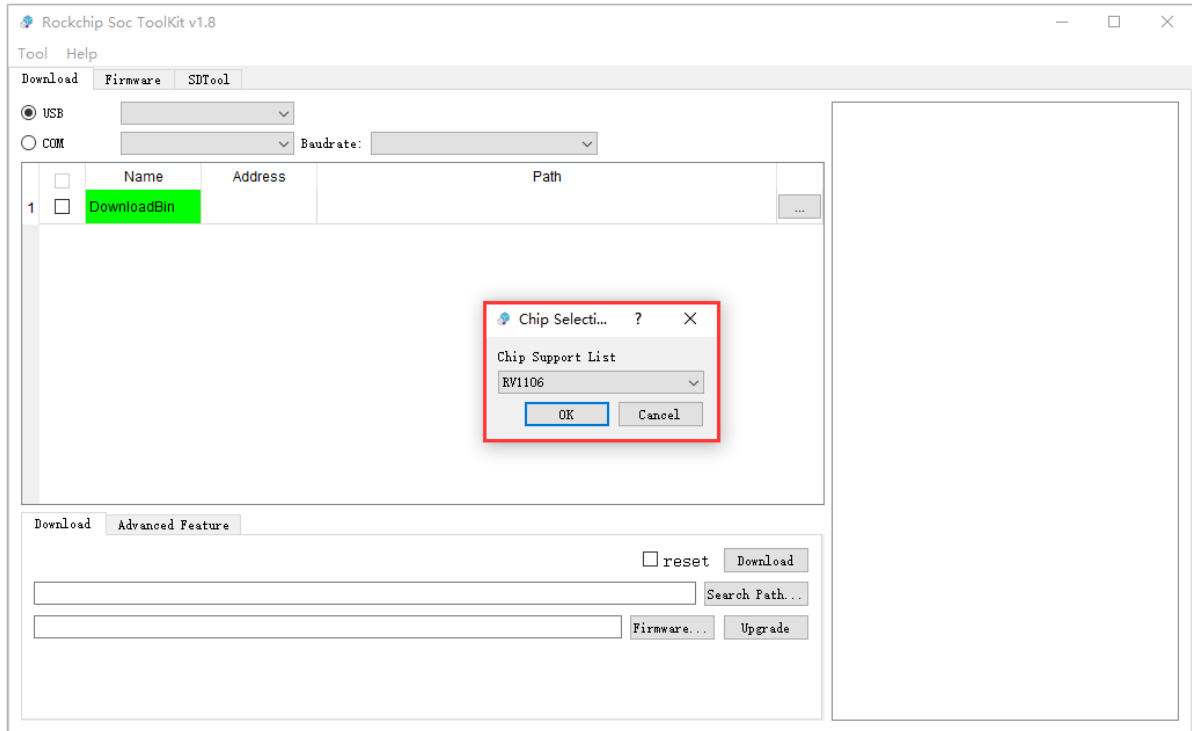 Rockchip Soc ToolKit v1.8
Tool Help
Download Firmware SDTool
USB
COM Baudrate:
Name Address Path
1 DownloadBin ...
Chip Selecti... ?
Chip Support List
RV1106
OK Cancel
Download Advanced Feature
reset Download
Search Path...
Firmware... Upgrade